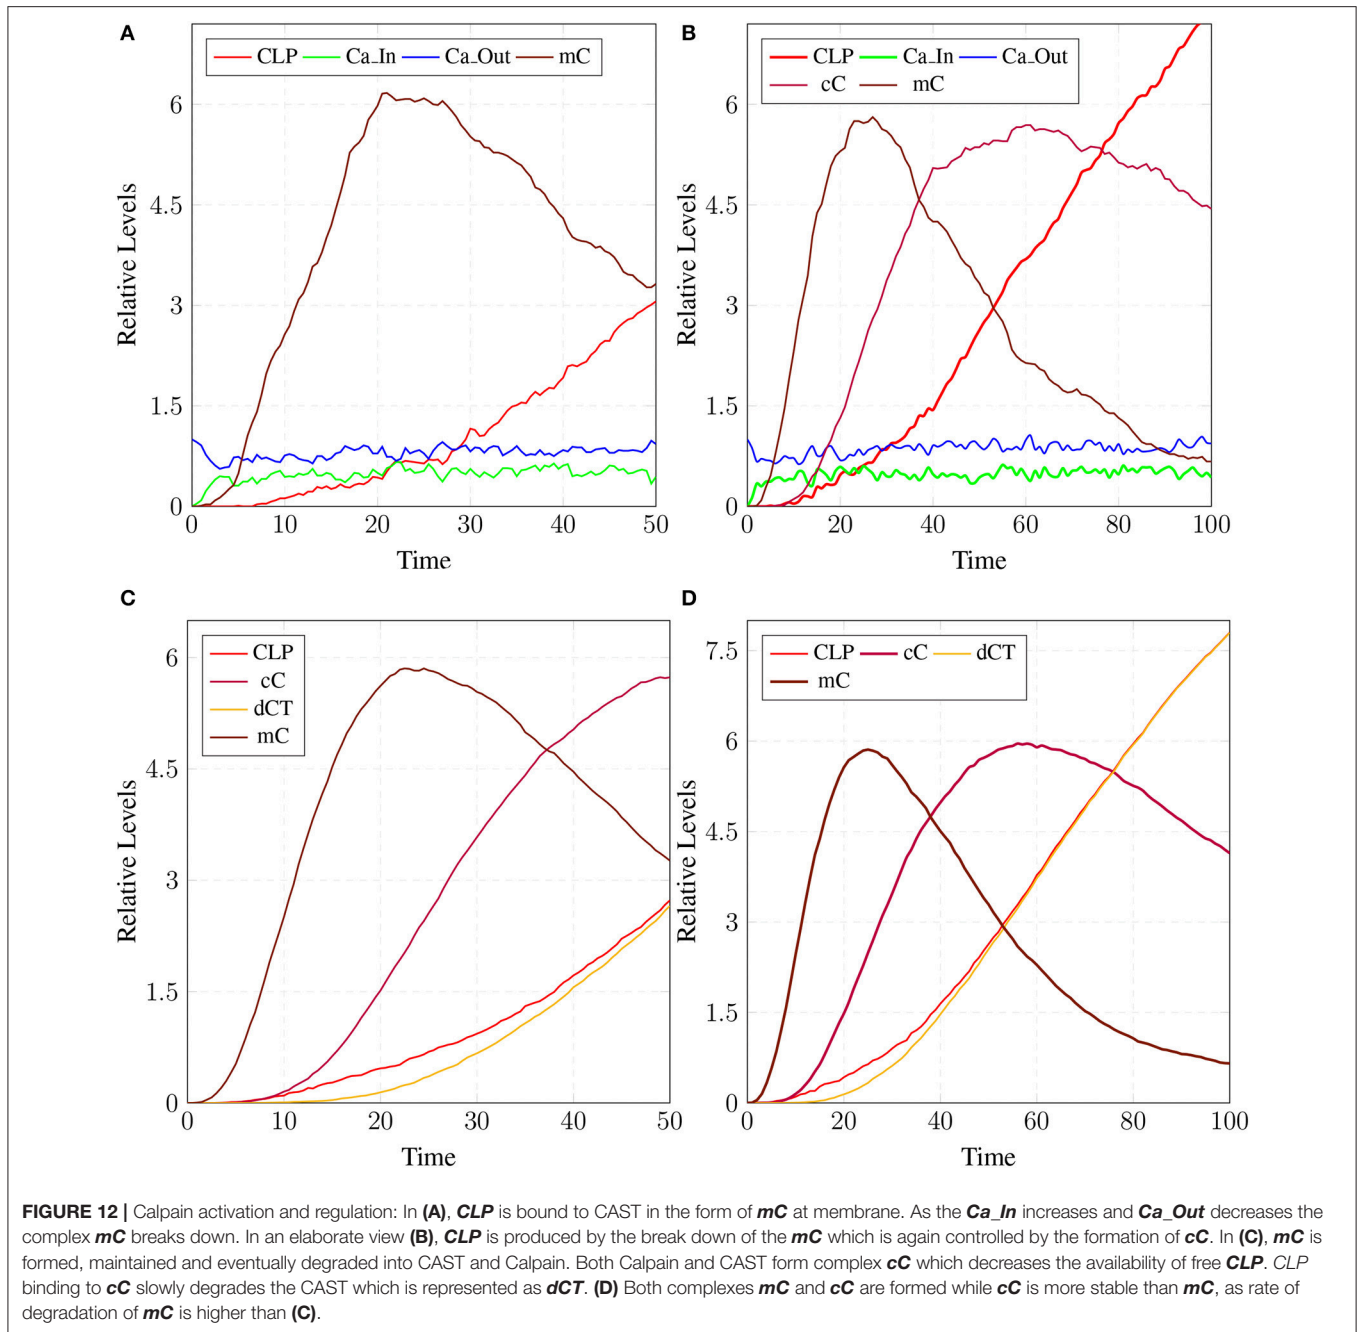 A
CLP Ca_In Ca_Out mC
6
4.5
3
1.5
0
0 10 20 30 40 50
Relative Levels
Time
B
CLP Ca_In Ca_Out
cC mC
6
4.5
3
1.5
0
0 20 40 60 80 100
Relative Levels
Time
C
CLP
cC
dCT
mC
6
4.5
3
1.5
0
0 10 20 30 40 50
Relative Levels
Time
D
CLP cC dCT
mC
7.5
6
4.5
3
1.5
0
0 20 40 60 80 100
Relative Levels
Time
FIGURE 12 | Calpain activation and regulation: In (A), CLP is bound to CAST in the form of mC at membrane. As the Ca_In increases and Ca_Out decreases the
complex mC breaks down. In an elaborate view (B), CLP is produced by the break down of the mC which is again controlled by the formation of cC. In (C), mC is
formed, maintained and eventually degraded into CAST and Calpain. Both Calpain and CAST form complex cC which decreases the availability of free CLP. CLP
binding to cC slowly degrades the CAST which is represented as dCT. (D) Both complexes mC and cC are formed while cC is more stable than mC, as rate of
degradation of mC is higher than (C).